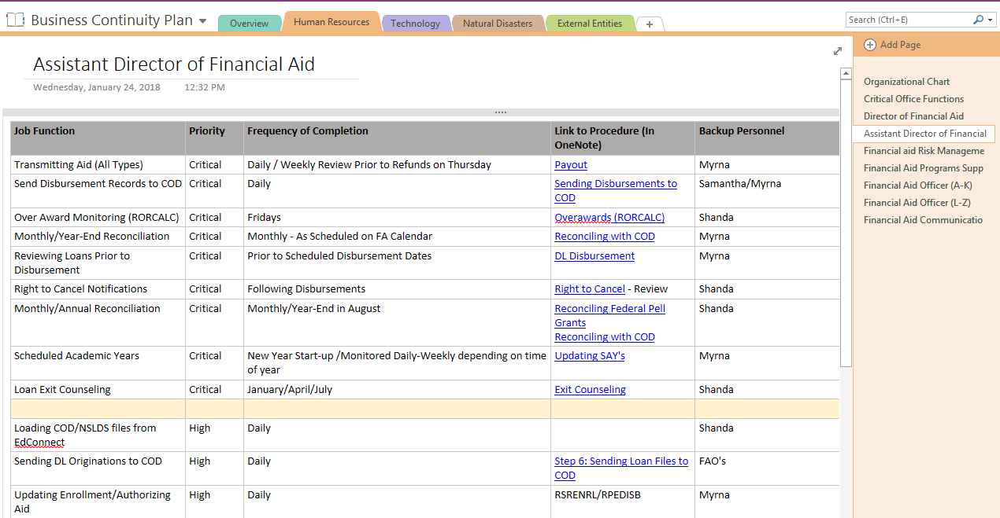 Business Continuity Plan
Overview
Human Resources
Technology
Natural Disasters
External Entities
+
Search (Ctrl+E)
Assistant Director of Financial Aid
Wednesday, January 24, 2018 12:32 PM
Job Function Priority Frequency of Completion Link to Procedure (In
OneNote) Backup Personnel
Transmitting Aid (All Types) Critical Daily / Weekly Review Prior to Refunds on Thursday Payout Myrna
Send Disbursement Records to COD Critical Daily Sending Disbursements to
COD Samantha/Myrna
Over Award Monitoring (RORCALC) Critical Fridays Overawards (RORCALC) Shanda
Monthly/Year-End Reconciliation Critical Monthly - As Scheduled on FA Calendar Reconciling with COD Myrna
Reviewing Loans Prior to
Disbursement Critical Prior to Scheduled Disbursement Dates DL Disbursement Myrna
Right to Cancel Notifications Critical Following Disbursements Right to Cancel - Review Shanda
Monthly/Annual Reconciliation Critical Monthly/Year-End in August Reconciling Federal Pell
Grants
Reconciling with COD Shanda
Scheduled Academic Years Critical New Year Start-up /Monitored Daily-Weekly depending on time
of year Updating SAY's Myrna
Loan Exit Counseling Critical January/April/July Exit Counseling Shanda
Loading COD/NSLDS files from
EdConnect High Daily Shanda
Sending DL Originations to COD High Daily Step 6: Sending Loan Files to
COD FAO's
Updating Enrollment/Authorizing
Aid High Daily RSRENRL/RPEDISB Myrna
Add Page
Organizational Chart
Critical Office Functions
Director of Financial Aid
Assistant Director of Financial
Financial aid Risk Manageme
Financial Aid Programs Supp
Financial Aid Officer (A-K)
Financial Aid Officer (L-Z)
Financial Aid Communicatio